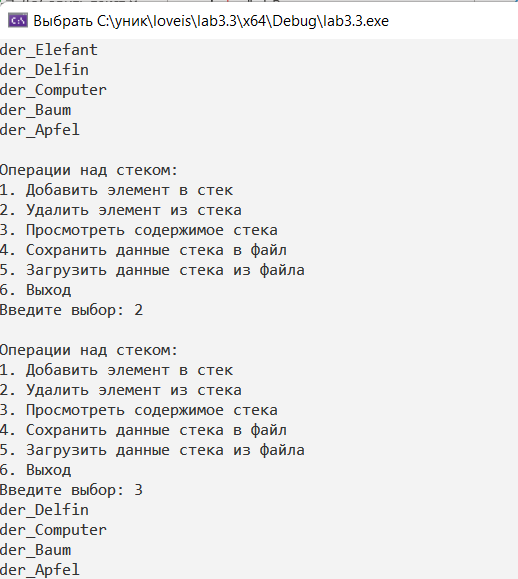 Выбрать C:\уник\loveis\lab3.3\x64\Debug\lab3.3.exe
der_Elefant
der_Delfin
der_Computer
der_Baum
der_Apfel
Операции над стеком:
1. Добавить элемент в стек
2. Удалить элемент из стека
3. Просмотреть содержимое стека
4. Сохранить данные стека в файл
5. Загрузить данные стека из файла
6. Выход
Введите выбор: 2
Операции над стеком:
1. Добавить элемент в стек
2. Удалить элемент из стека
3. Просмотреть содержимое стека
4. Сохранить данные стека в файл
5. Загрузить данные стека из файла
6. Выход
Введите выбор: 3
der_Delfin
der_Computer
der_Baum
der_Apfel